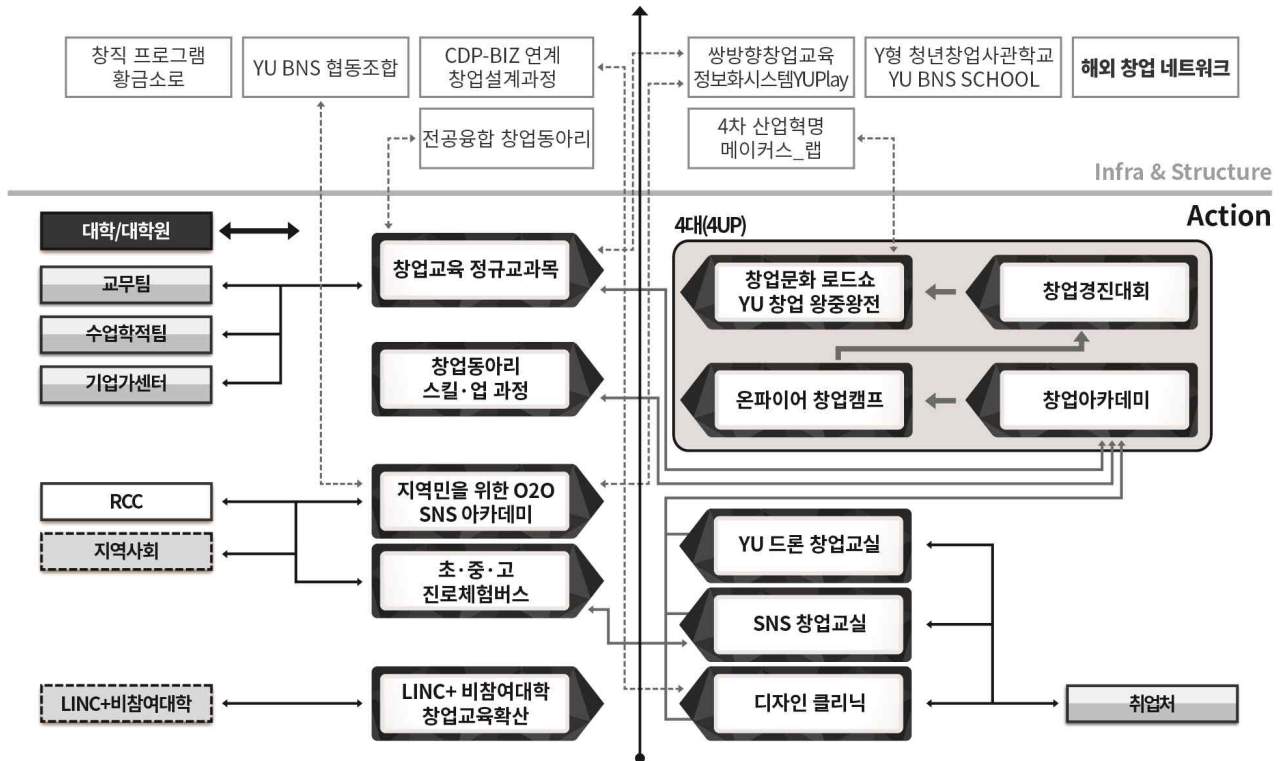 창직 프로그램
황금소로
YU BNS 협동조합
CDP-BIZ 연계
창업설계과정
쌍방향창업교육
정보화시스템YUPlay
Y형 청년창업사관학교
YU BNS SCHOOL
해외 창업 네트워크
전공융합 창업동아리
4차 산업혁명
메이커스_랩
Infra & Structure
Action
대학/대학원
교무팀
수업학적팀
기업가센터
창업교육 정규교과목
창업동아리
스킬·업 과정
4대(4UP)
창업문화 로드쇼
YU 창업 왕중왕전
창업경진대회
온파이어 창업캠프
창업아카데미
RCC
지역사회
지역민을 위한 O2O
SNS 아카데미
초·중·고
진로체험버스
YU 드론 창업교실
SNS 창업교실
디자인 클리닉
LINC+비참여대학
LINC+ 비참여대학
창업교육확산
취업처